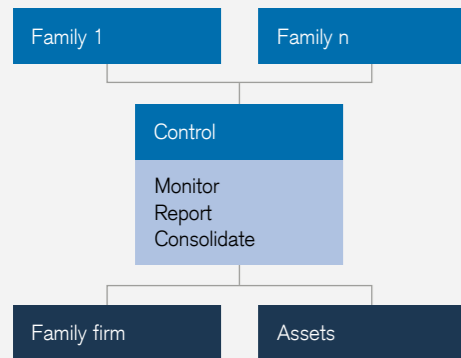 Family 1
Family n
Control
Monitor
Report
Consolidate
Family firm
Assets